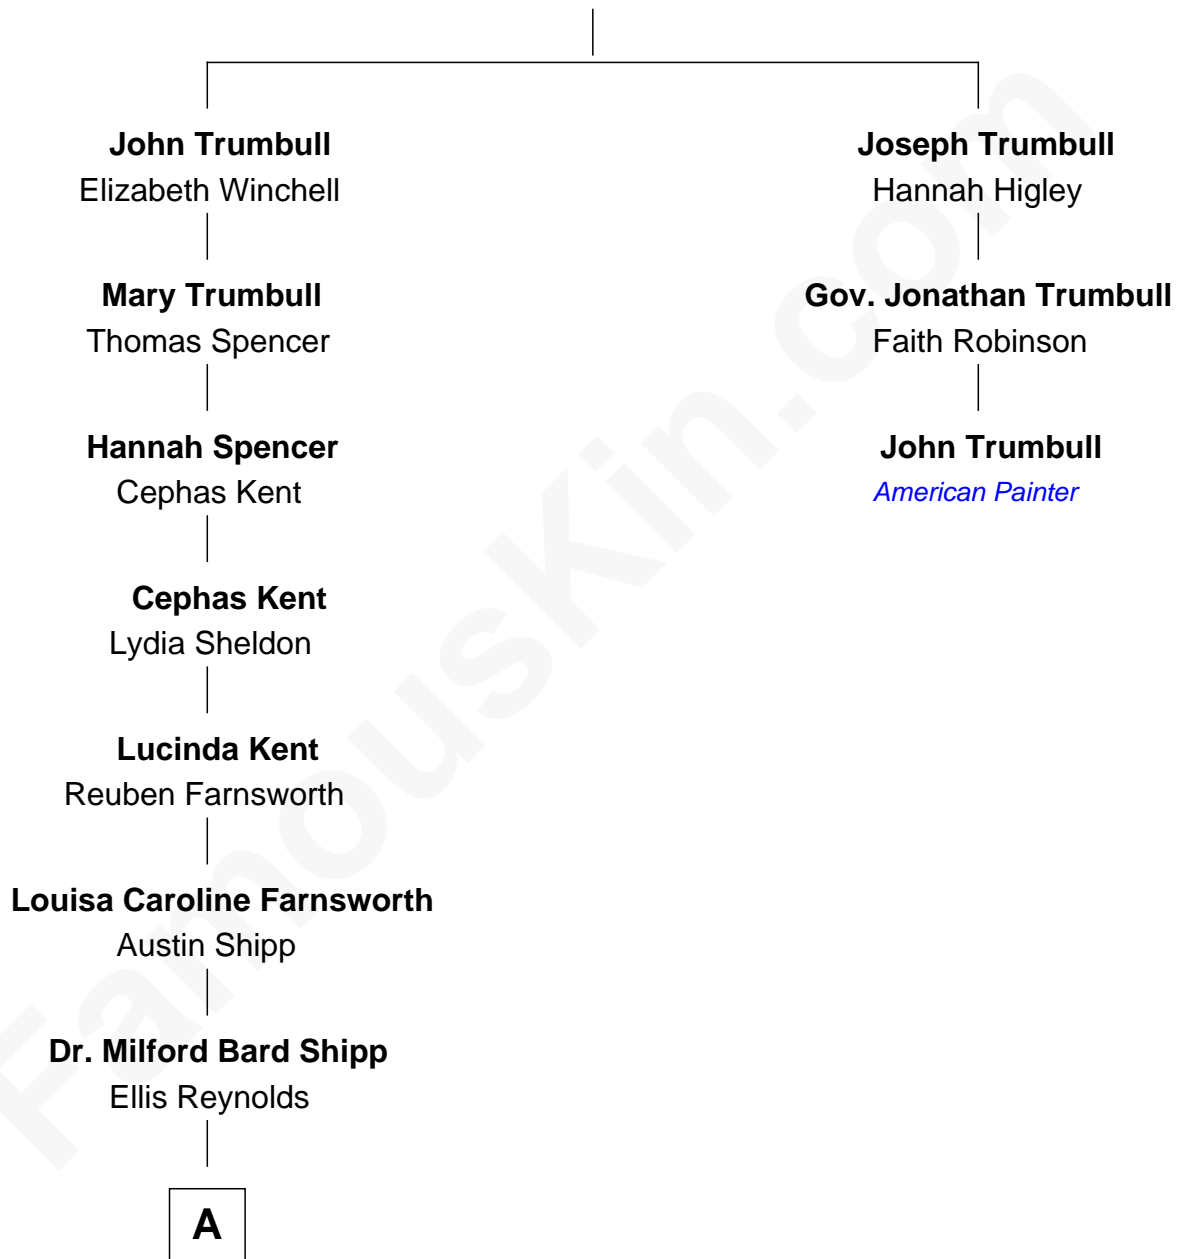 John Trumbull
Elizabeth Winchell
Mary Trumbull
Thomas Spencer
Hannah Spencer
Cephas Kent
Cephas Kent
Lydia Sheldon
Lucinda Kent
Reuben Farnsworth
Louisa Caroline Farnsworth
Austin Shipp
Dr. Milford Bard Shipp
Ellis Reynolds
A
Joseph Trumbull
Hannah Higley
Gov. Jonathan Trumbull
Faith Robinson
John Trumbull
American Painter
FamousKin.com